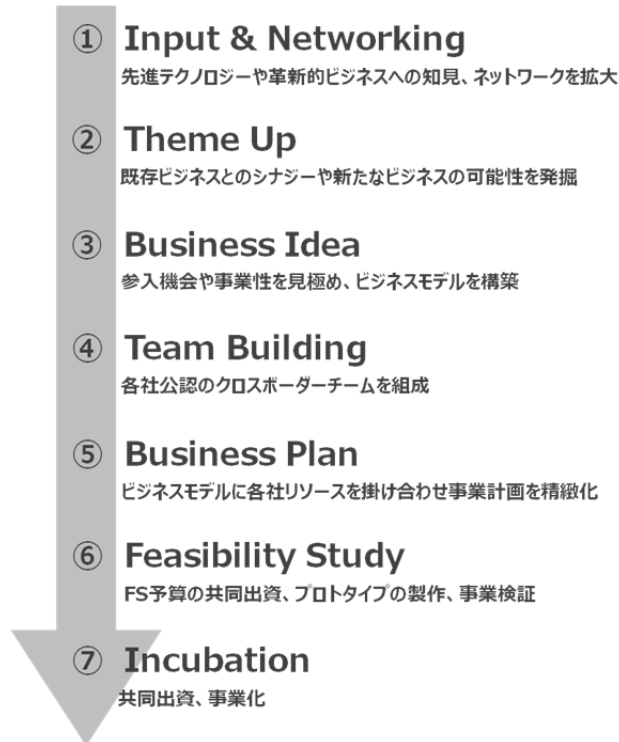 ① Input & Networking
先進テクノロジーや革新的ビジネスへの知見、ネットワークを拡大
② Theme Up
既存ビジネスとのシナジーや新たなビジネスの可能性を発掘
③ Business Idea
参入機会や事業性を見極め、ビジネスモデルを構築
④ Team Building
各社公認のクロスボーダーチームを組成
⑤ Business Plan
ビジネスモデルに各社リソースを掛け合わせ事業計画を精緻化
⑥ Feasibility Study
FS予算の共同出資、プロトタイプの製作、事業検証
⑦ Incubation
共同出資、事業化